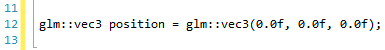 11
12 glm::vec3 position = glm::vec3(0.0f, 0.0f, 0.0f);
13